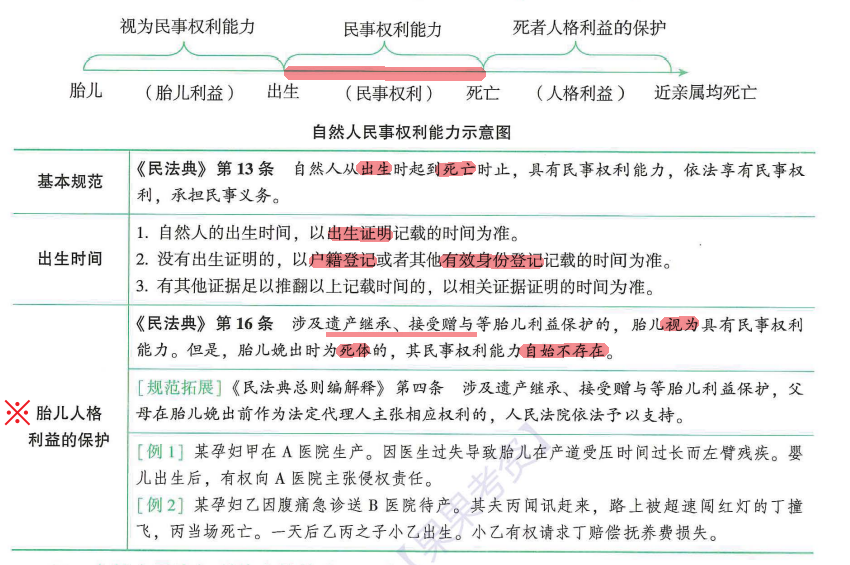 视为民事权利能力 民事权利能力 死者人格利益的保护
胎儿 （胎儿利益） 出生 （民事权利） 死亡 （人格利益） 近亲属均死亡
自然人民事权利能力示意图
基本规范
《民法典》第 13 条 自然人从出生时起到死亡时止，具有民事权利能力，依法享有民事权
利，承担民事义务。
出生时间
1. 自然人的出生时间，以出生证明记载的时间为准。
2. 没有出生证明的，以户籍登记或者其他有效身份登记记载的时间为准。
3. 有其他证据足以推翻以上记载时间的，以相关证据证明的时间为准。
※ 胎儿人格
利益的保护
《民法典》第 16 条 涉及遗产继承、接受赠与等胎儿利益保护的，胎儿视为具有民事权利
能力。但是，胎儿娩出时为死体的，其民事权利能力自始不存在。
［规范拓展］《民法典总则编解释》第四条 涉及遗产继承、接受赠与等胎儿利益保护，父
母在胎儿娩出前作为法定代理人主张相应权利的，人民法院依法予以支持。
［例 1］某孕妇甲在 A 医院生产。因医生过失导致胎儿在产道受压时间过长而左臂残疾。婴
儿出生后，有权向 A 医院主张侵权责任。
［例 2］某孕妇乙因腹痛急诊送 B 医院待产。其夫丙闻讯赶来，路上被超速闯红灯的丁撞
飞，丙当场死亡。一天后乙丙之子小乙出生。小乙有权请求丁赔偿抚养费损失。
【果果考资】